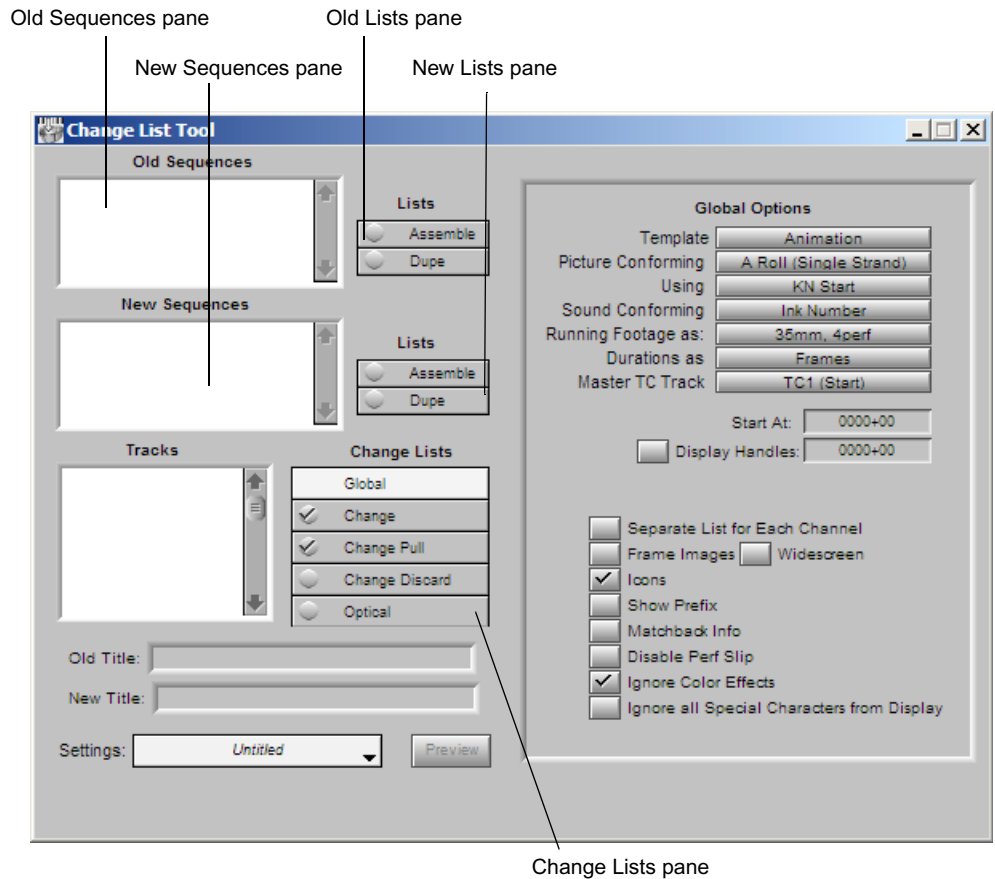 Old Sequences pane
Old Lists pane
New Sequences pane
New Lists pane
Change List Tool
Old Sequences
Lists
Assemble
Dupe
New Sequences
Lists
Assemble
Dupe
Tracks
Change Lists
Global
Change
Change Pull
Change Discard
Optical
Old Title:
New Title:
Settings:
Untitled
Preview
Global Options
Template Animation
Picture Conforming A Roll (Single Strand)
Using KN Start
Sound Conforming Ink Number
Running Footage as: 35mm, 4perf
Durations as Frames
Master TC Track TC1 (Start)
Start At: 0000+00
Display Handles: 0000+00
Separate List for Each Channel
Frame Images Widescreen
Icons
Show Prefix
Matchback Info
Disable Perf Slip
Ignore Color Effects
Ignore all Special Characters from Display
Change Lists pane